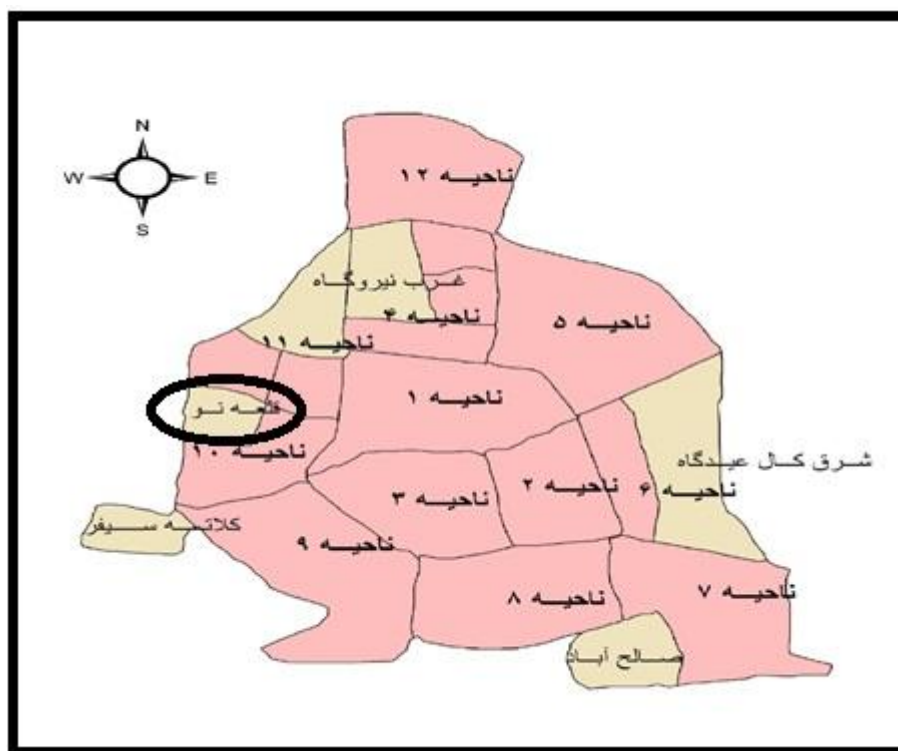 N
W E
S
ناحیه ۱۲
غرب نیروگاه
ناحیه ۴
ناحیه ۵
ناحیه ۱۱
ناحیه ۱
قلعه نو
ناحیه ۱۰
شرق کال عیدگاه
ناحیه ۶
ناحیه ۲
ناحیه ۳
کلاته سیفر
ناحیه ۹
ناحیه ۷
ناحیه ۸
صالح آباد